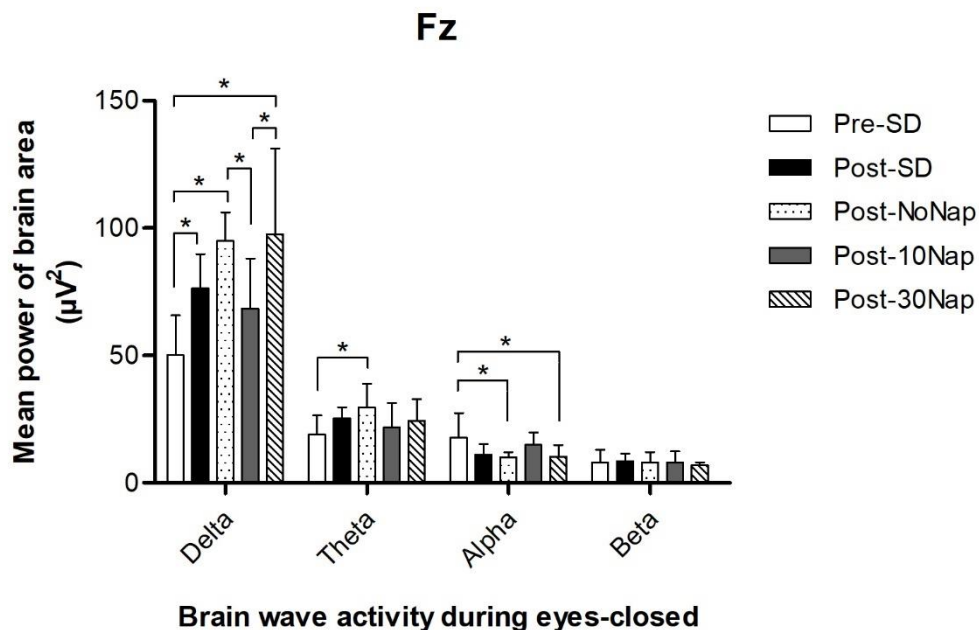 Fz
Mean power of brain area
(µV²)
150
100
50
0
*
*
*
*
*
*
*
*
Delta
Theta
Alpha
Beta
Brain wave activity during eyes-closed
Pre-SD
Post-SD
Post-NoNap
Post-10Nap
Post-30Nap